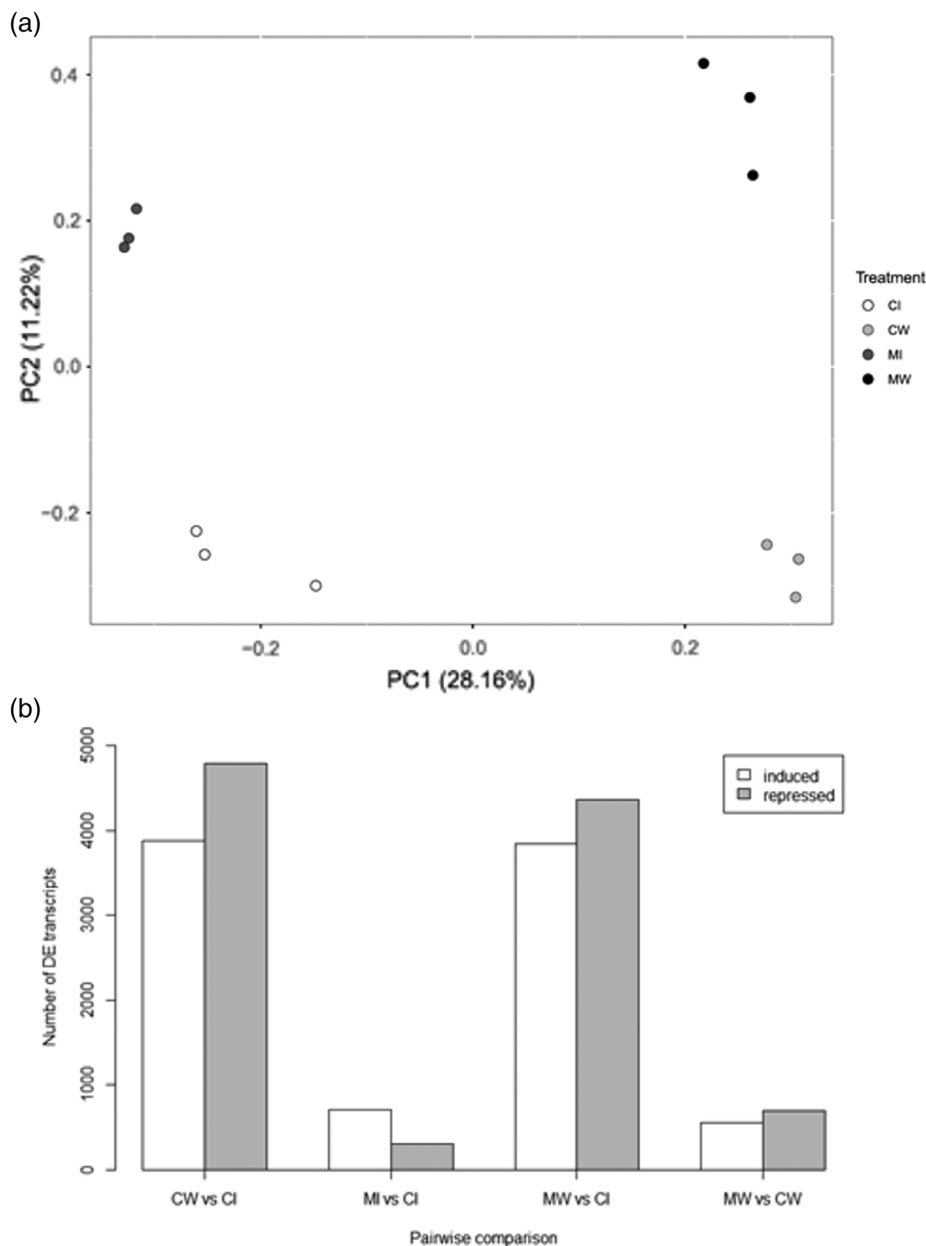 (a)
0.4
0.2
0.0
−0.2
PC2 (11.22%)
−0.2
0.0
0.2
PC1 (28.16%)
Treatment
CI
CW
MI
MW
(b)
5000
4000
3000
2000
1000
0
Number of DE transcripts
induced
repressed
CW vs CI
MI vs CI
MW vs CI
MW vs CW
Pairwise comparison